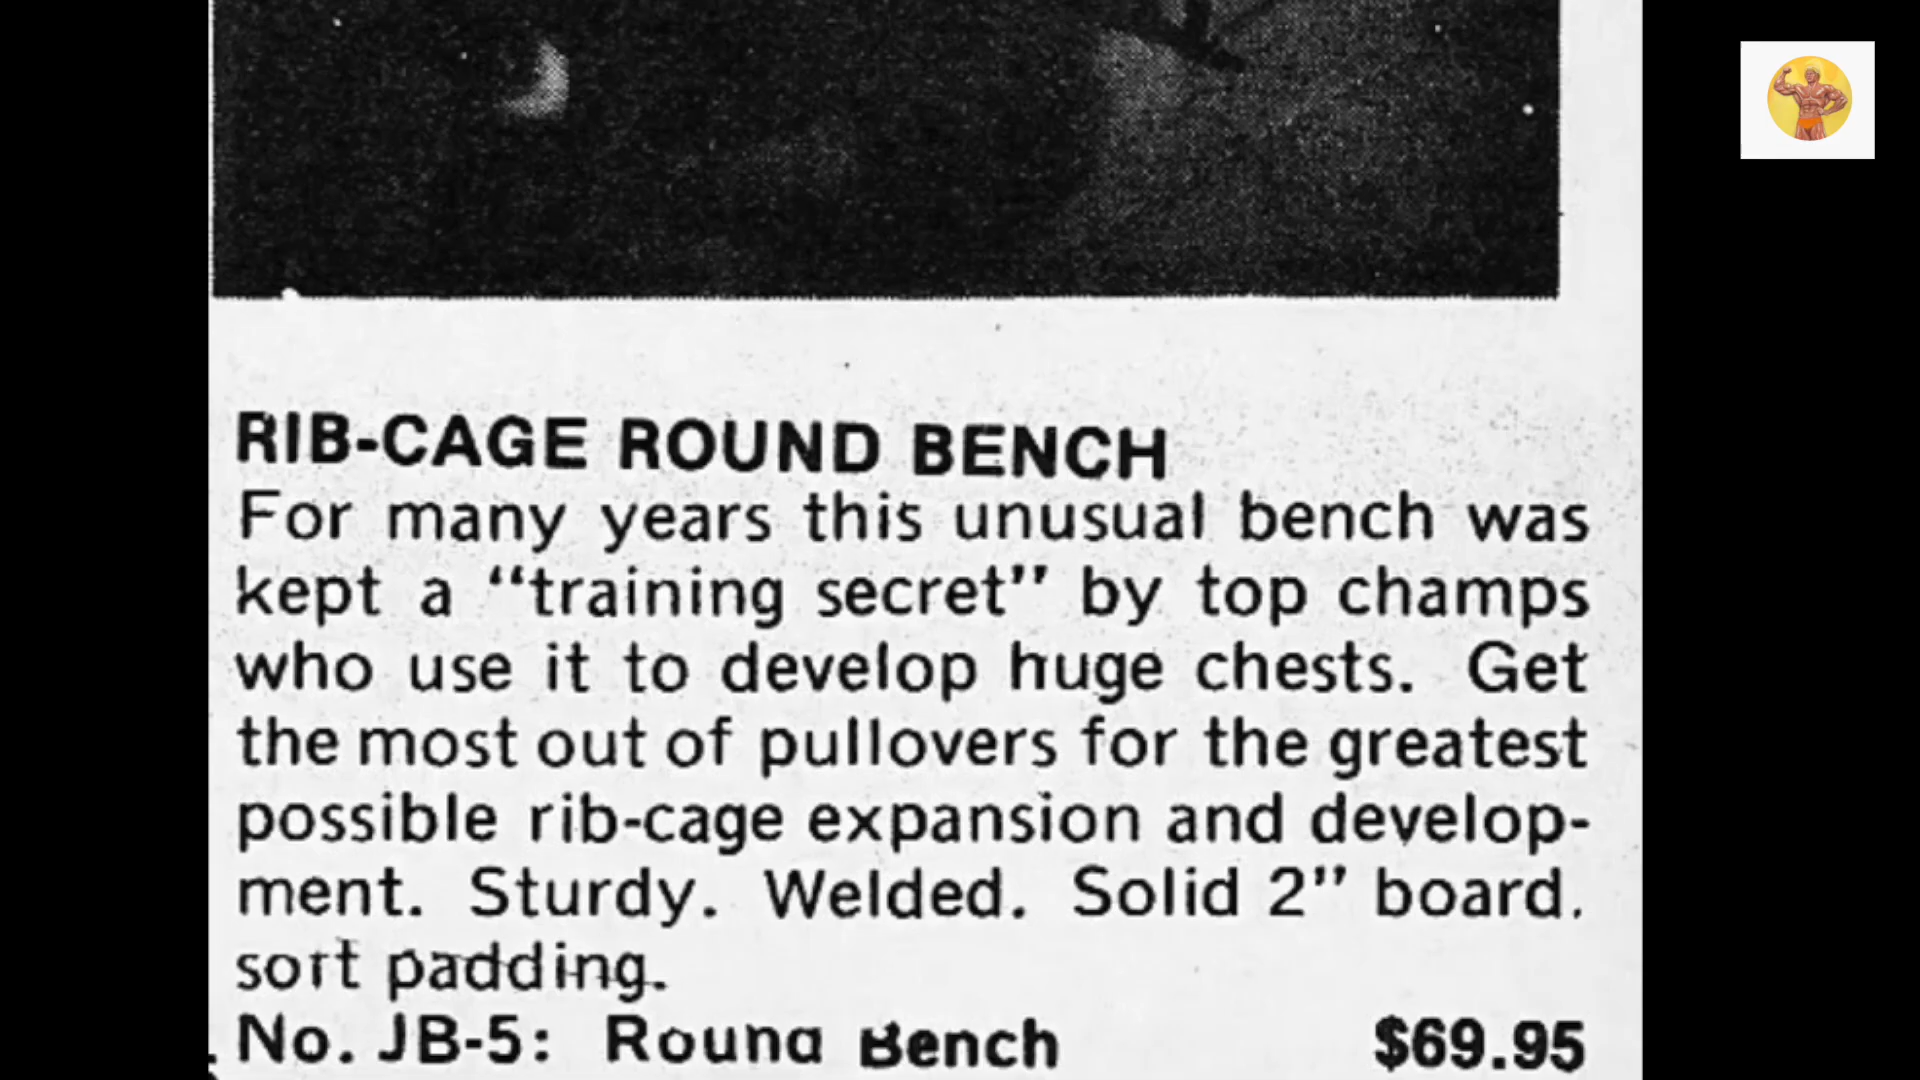 RIB-CAGE ROUND BENCH
For many years this unusual bench was
kept a “training secret” by top champs
who use it to develop huge chests. Get
the most out of pullovers for the greatest
possible rib-cage expansion and develop-
ment. Sturdy. Welded. Solid 2” board.
sort padding.
No. JB-5: Round Bench $69.95